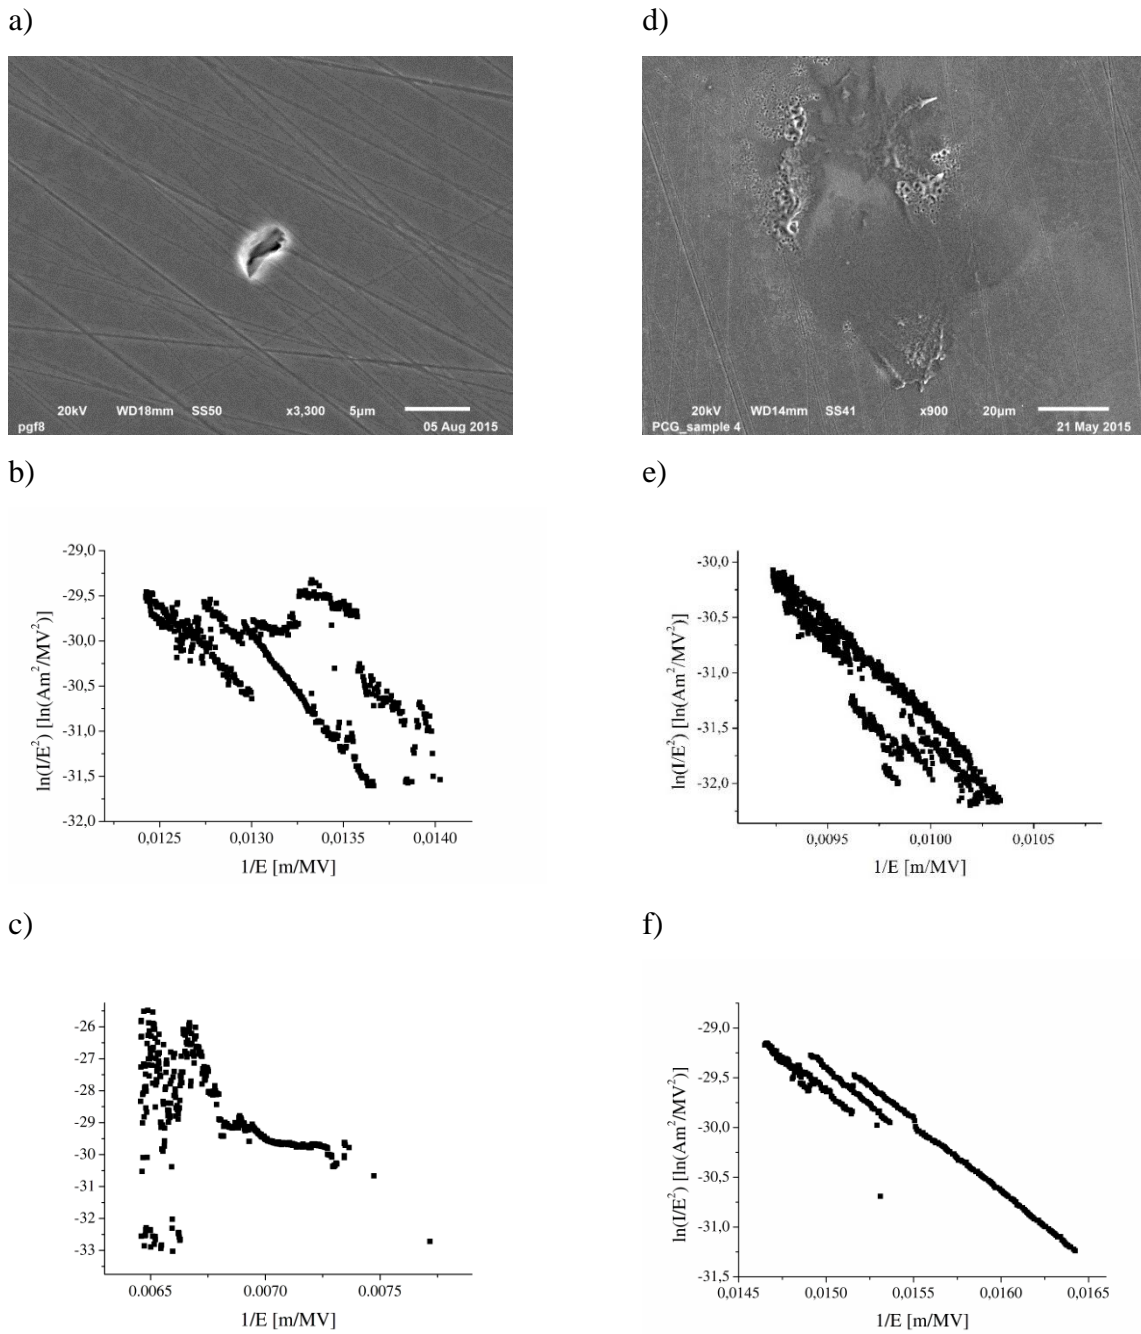 a)
d)
20kV WD18mm SS50 x3,300 5µm
pgf8 05 Aug 2015
20kV WD14mm SS41 x900 20µm
PCG_sample 4 21 May 2015
b)
e)
-29,0
-29,5
-30,0
-30,5
-31,0
-31,5
-32,0
ln(I/E²) [ln(Am²/MV²)]
0,0125 0,0130 0,0135 0,0140
1/E [m/MV]
-30,0
-30,5
-31,0
-31,5
-32,0
ln(I/E²) [ln(Am²/MV²)]
0,0095 0,0100 0,0105
1/E [m/MV]
c)
f)
-26
-27
-28
-29
-30
-31
-32
-33
0.0065 0.0070 0.0075
1/E [m/MV]
-29,0
-29,5
-30,0
-30,5
-31,0
-31,5
ln(I/E²) [ln(Am²/MV²)]
0,0145 0,0150 0,0155 0,0160 0,0165
1/E [m/MV]